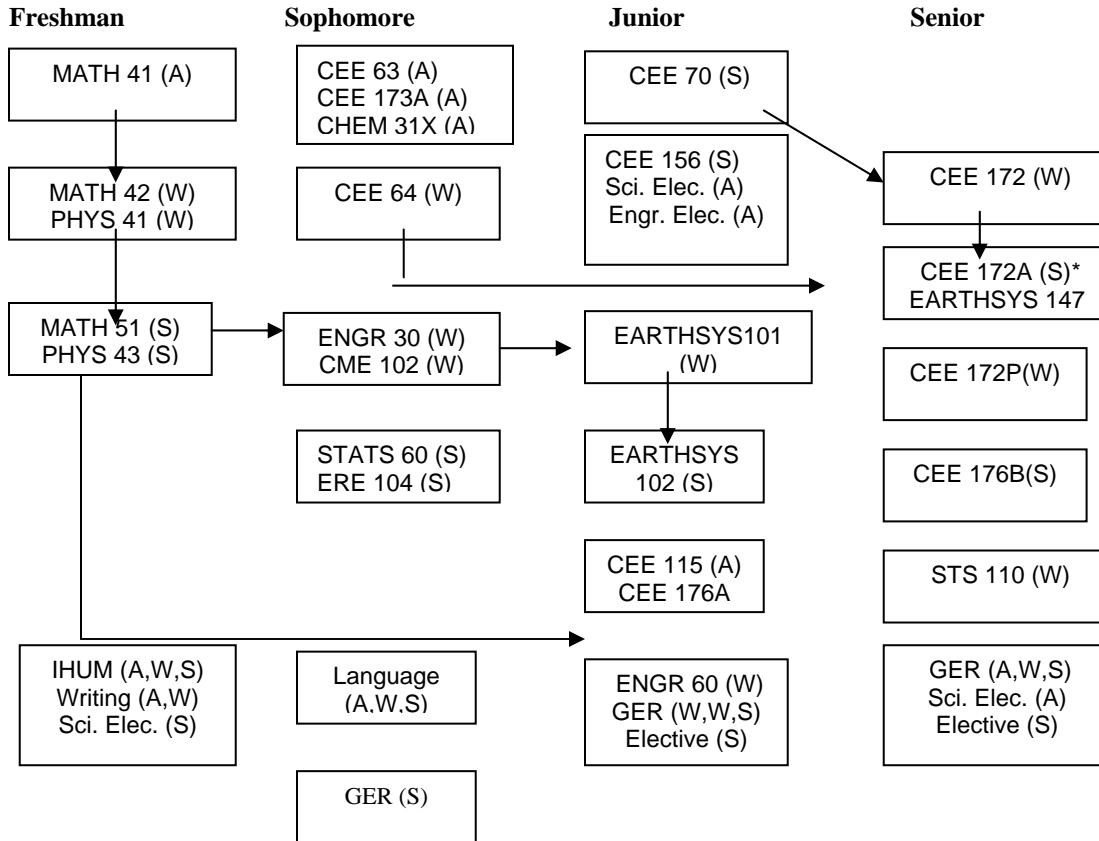 Freshman
Sophomore
Junior
Senior
MATH 41 (A)
MATH 42 (W)
PHYS 41 (W)
MATH 51 (S)
PHYS 43 (S)
IHUM (A,W,S)
Writing (A,W)
Sci. Elec. (S)
CEE 63 (A)
CEE 173A (A)
CHEM 31X (A)
CEE 64 (W)
ENGR 30 (W)
CME 102 (W)
STATS 60 (S)
ERE 104 (S)
Language
(A,W,S)
GER (S)
CEE 70 (S)
CEE 156 (S)
Sci. Elec. (A)
Engr. Elec. (A)
EARTHSYS101
(W)
EARTHSYS
102 (S)
CEE 115 (A)
CEE 176A
ENGR 60 (W)
GER (W,W,S)
Elective (S)
CEE 172 (W)
CEE 172A (S)*
EARTHSYS 147
CEE 172P(W)
CEE 176B(S)
STS 110 (W)
GER (A,W,S)
Sci. Elec. (A)
Elective (S)